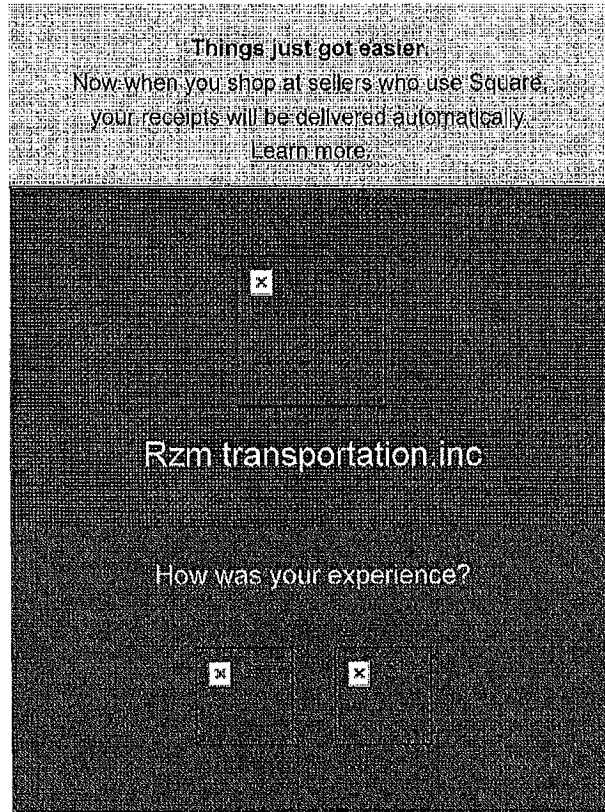 Things just got easier.
Now when you shop at sellers who use Square,
your receipts will be delivered automatically.
Learn more.
Rzm transportation.inc
How was your experience?